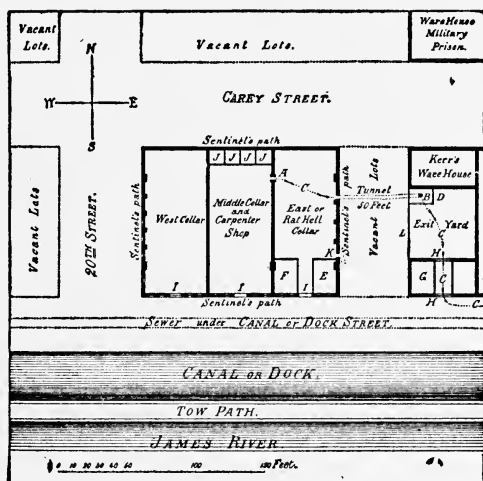 Vacant
Lots.
Vacant Lots.
WareHouse
Military
Prison.
N
W E
S
CAREY STREET.
Sentinel's path
J J J J
A
C
Vacant Lots
20TH STREET.
Sentinel's path
West Cellar
Middle Cellar
and
Carpenter
Shop
East or
Rat Hell
Cellar
Sentinel's path
Vacant Lots
Tunnel
50 Feet
Kerr's
Ware House
B D
L
Exit Yard
C
H
K
F E
G C
I I I
H C
Sentinel's path
Sewer under CANAL OR DOCK STREET.
CANAL OR DOCK.
TOW PATH.
JAMES RIVER
0 10 20 30 40 50 100 150 Feet.